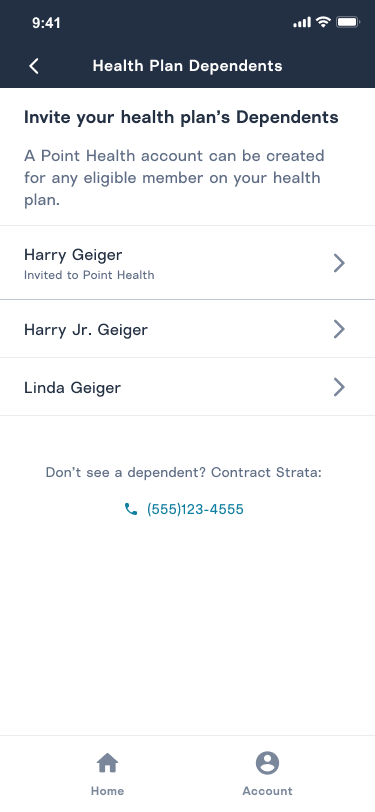 9:41
Health Plan Dependents
Invite your health plan’s Dependents
A Point Health account can be created
for any eligible member on your health
plan.
Harry Geiger
Invited to Point Health
Harry Jr. Geiger
Linda Geiger
Don’t see a dependent? Contract Strata:
(555)123-4555
Home
Account